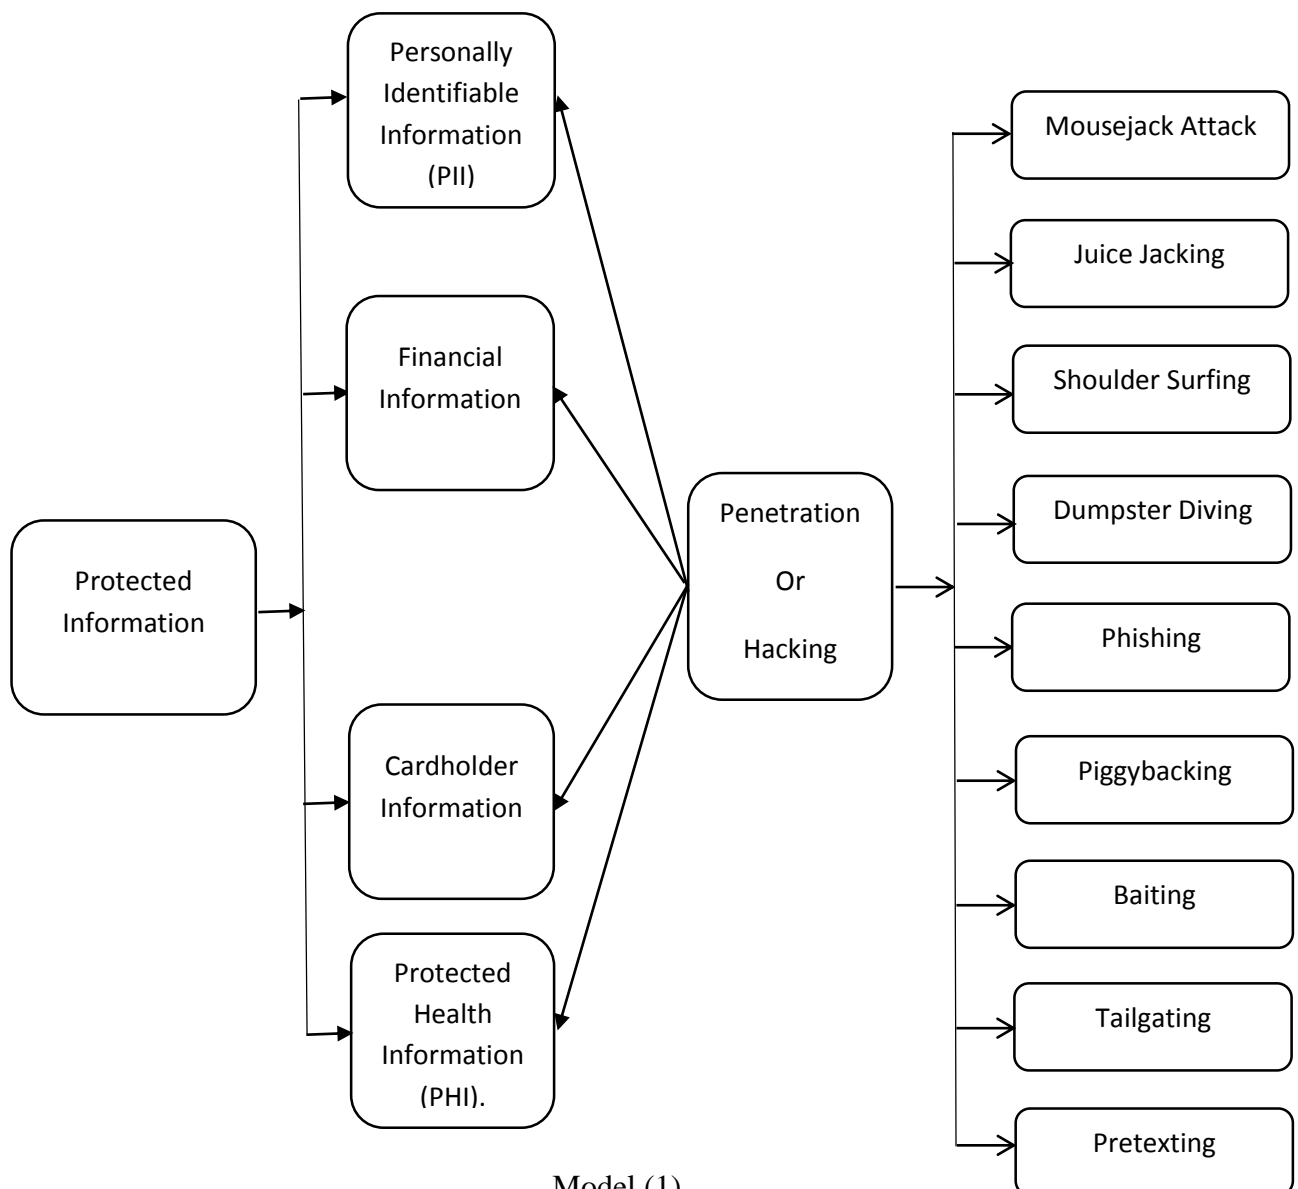 Personally
Identifiable
Information
(PII)
Financial
Information
Protected
Information
Cardholder
Information
Protected
Health
Information
(PHI).
Penetration
Or
Hacking
Mousejack Attack
Juice Jacking
Shoulder Surfing
Dumpster Diving
Phishing
Piggybacking
Baiting
Tailgating
Pretexting
Model (1)